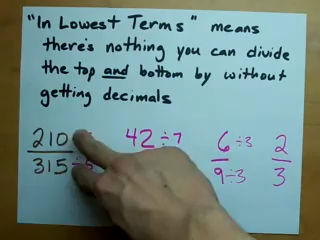 "In Lowest Terms" means
there's nothing you can divide
the top and bottom by without
getting decimals
210 42÷7 6÷3 2
315 9÷3 3